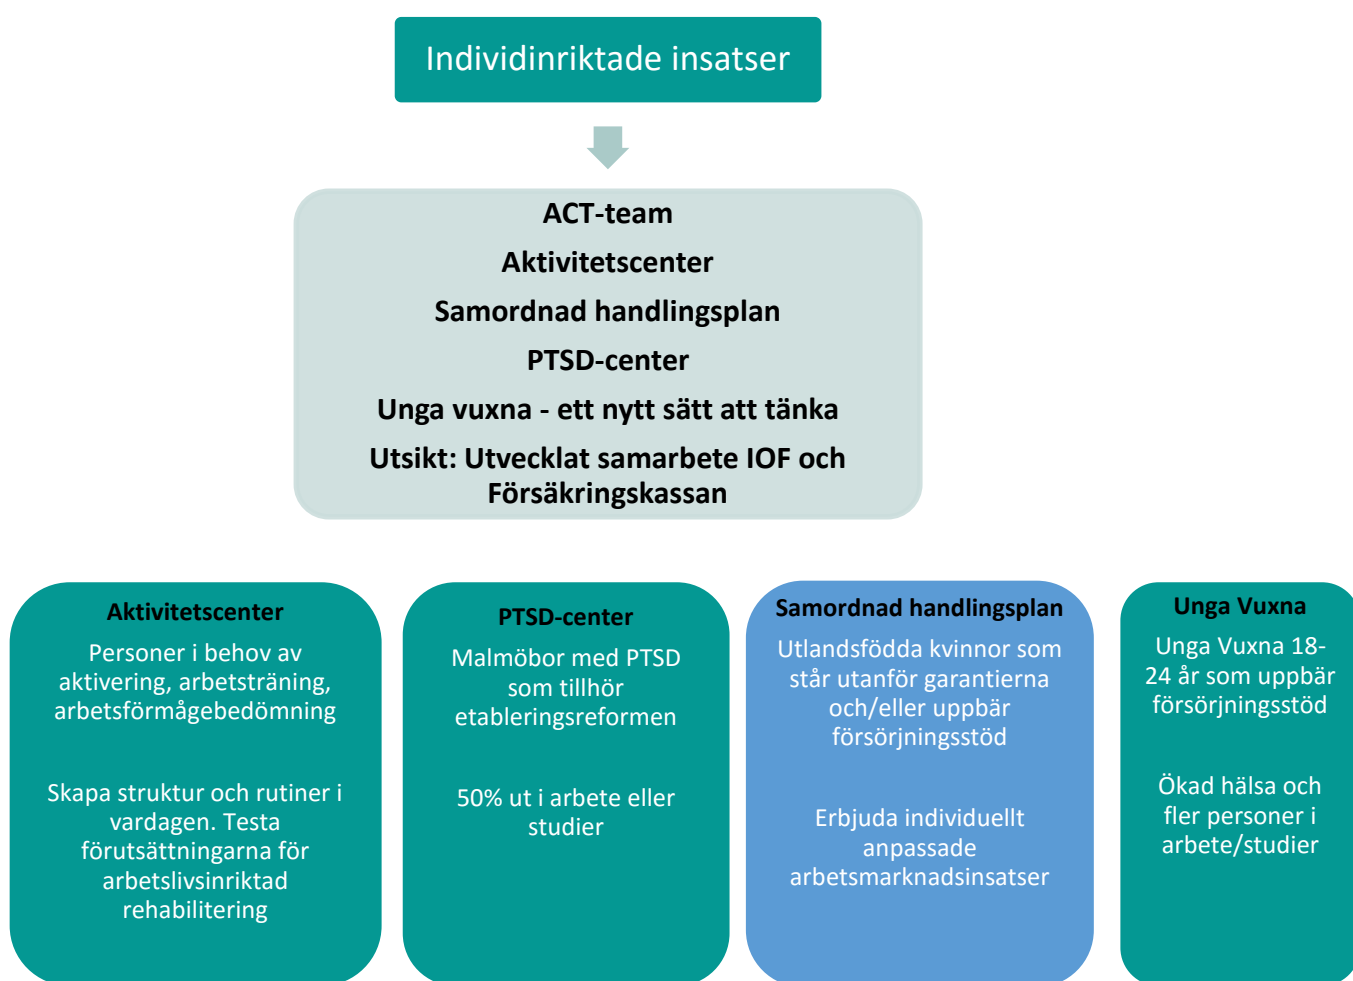 Individinriktade insatser
ACT-team
Aktivitetscenter
Samordnad handlingsplan
PTSD-center
Unga vuxna - ett nytt sätt att tänka
Utsikt: Utvecklat samarbete IOF och
Försäkringskassan
Aktivitetscenter
Personer i behov av
aktivering, arbetsträning,
arbetsförmågebedömning
Skapa struktur och rutiner i
vardagen. Testa
förutsättningarna för
arbetslivsinriktad
rehabilitering
PTSD-center
Malmöbor med PTSD
som tillhör
etableringsreformen
50% ut i arbete eller
studier
Samordnad handlingsplan
Utlandsfödda kvinnor som
står utanför garantierna
och/eller uppbär
försörjningsstöd
Erbjuda individuellt
anpassade
arbetsmarknadsinsatser
Unga Vuxna
Unga Vuxna 18-
24 år som uppbär
försörjningsstöd
Ökad hälsa och
fler personer i
arbete/studier